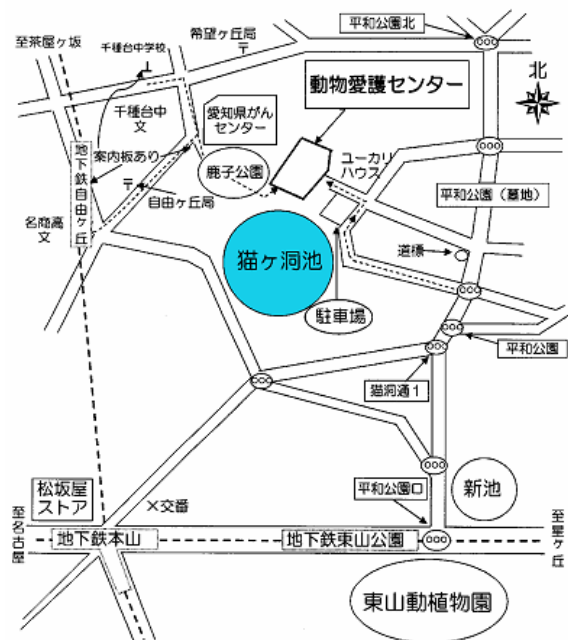 平和公園北
希望ヶ丘局
至茶屋ヶ坂
千種台中学校
北
動物愛護センター
愛知県がん
センター
千種台中
文
案内板あり
ユーカリ
ハウス
鹿子公園
地下鉄自由ヶ丘
自由ヶ丘局
平和公園（墓地）
名商高
文
道標
猫ヶ洞池
駐車場
平和公園
猫洞通1
松坂屋
ストア
×交番
平和公園口
新池
至名古屋
至星ヶ丘
地下鉄本山
地下鉄東山公園
東山動植物園